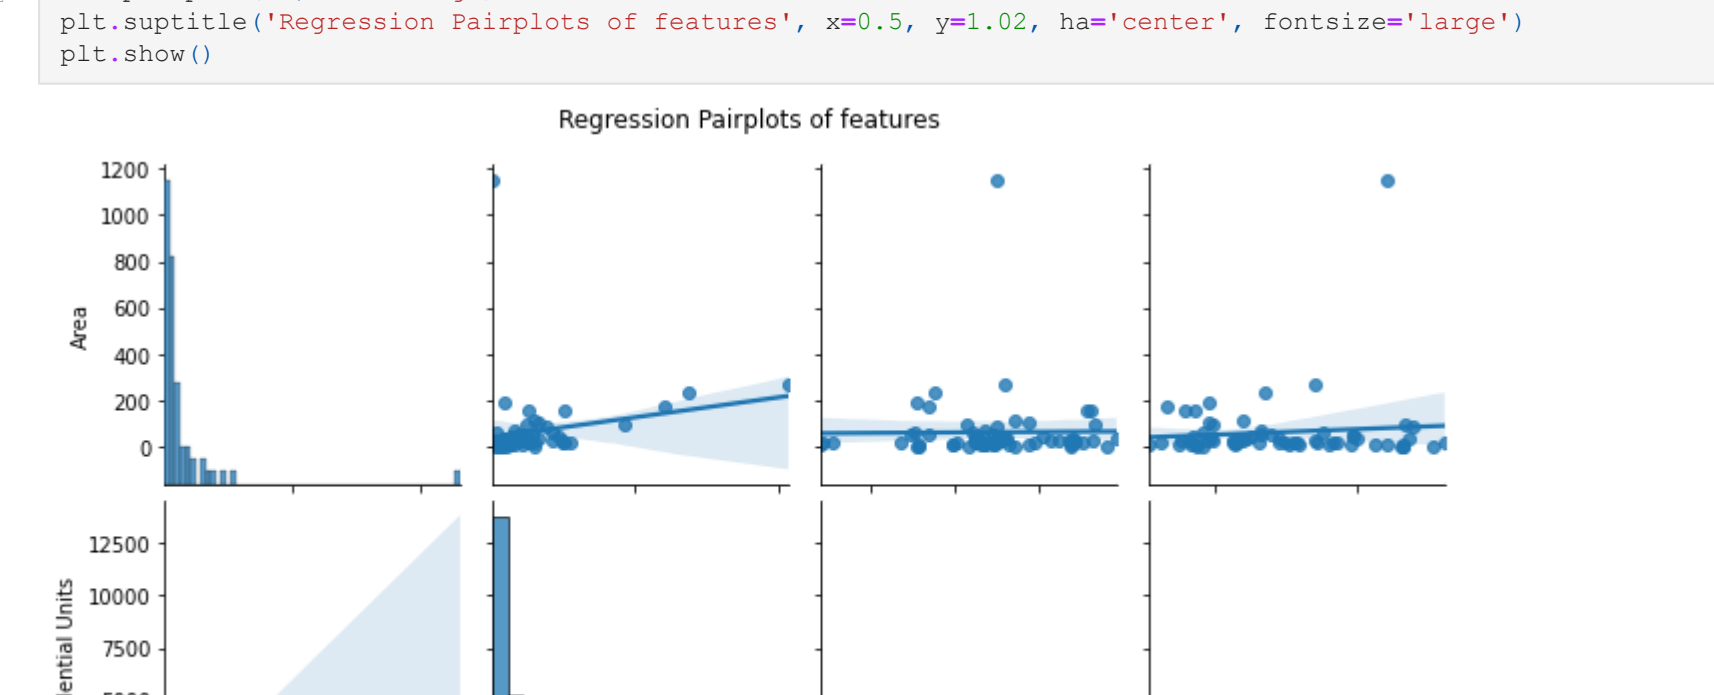 plt.suptitle('Regression Pairplots of features', x=0.5, y=1.02, ha='center', fontsize='large')
plt.show()
Regression Pairplots of features
1200
1000
800
600
400
200
0
Area
12500
10000
7500
Units